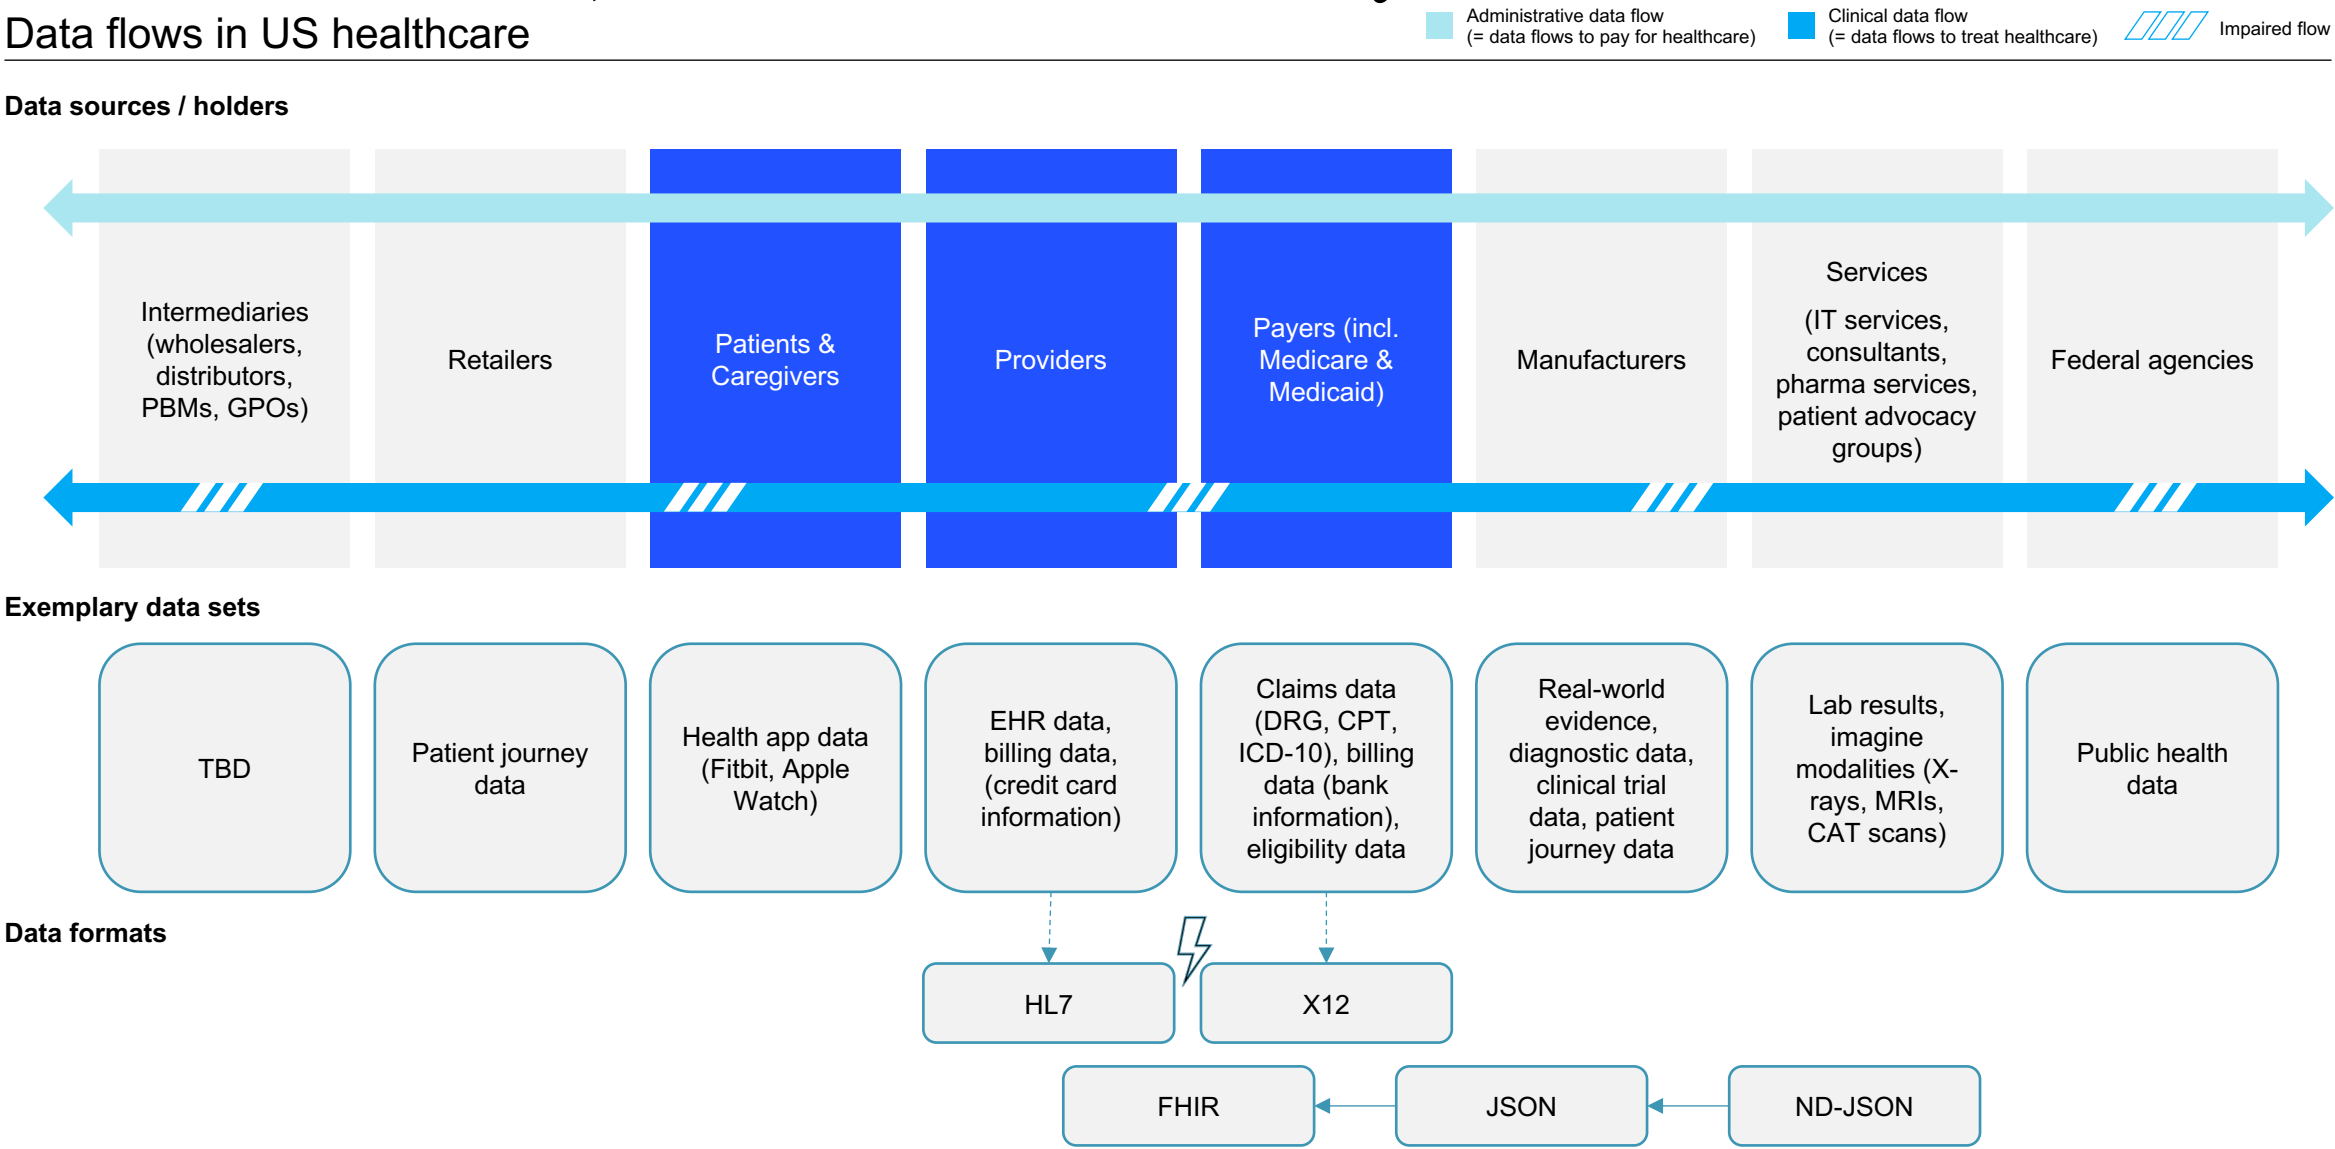 Data flows in US healthcare
Administrative data flow
(= data flows to pay for healthcare)
Clinical data flow
(= data flows to treat healthcare)
Impaired flow
Data sources / holders
Intermediaries
(wholesalers,
distributors,
PBMs, GPOs)
Retailers
Patients &
Caregivers
Providers
Payers (incl.
Medicare &
Medicaid)
Manufacturers
Services
(IT services,
consultants,
pharma services,
patient advocacy
groups)
Federal agencies
Exemplary data sets
TBD
Patient journey
data
Health app data
(Fitbit, Apple
Watch)
EHR data,
billing data,
(credit card
information)
Claims data
(DRG, CPT,
ICD-10), billing
data (bank
information),
eligibility data
Real-world
evidence,
diagnostic data,
clinical trial
data, patient
journey data
Lab results,
imagine
modalities (X-
rays, MRIs,
CAT scans)
Public health
data
Data formats
HL7
X12
FHIR
JSON
ND-JSON